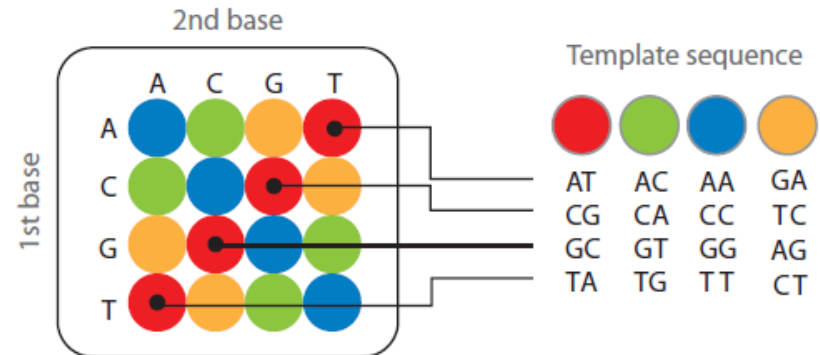 2nd base
A C G T
A
C
G
T
1st base
Template sequence
AT AC AA GA
CG CA CC TC
GC GT GG AG
TA TG TT CT